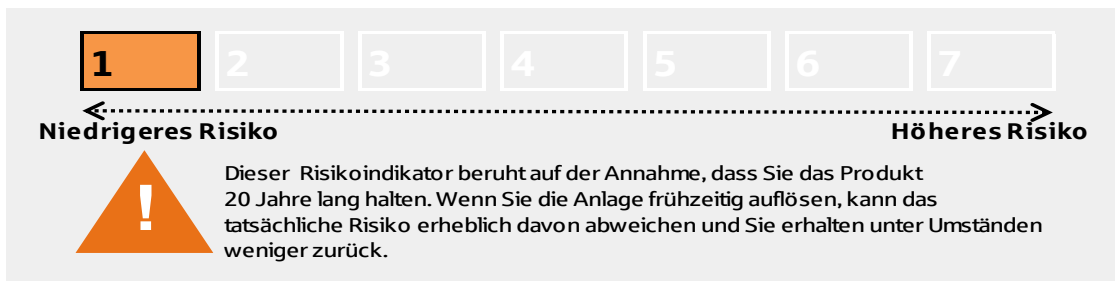 1 2 3 4 5 6 7
Niedrigeres Risiko Höheres Risiko
!
Dieser Risikoindikator beruht auf der Annahme, dass Sie das Produkt
20 Jahre lang halten. Wenn Sie die Anlage frühzeitig auflösen, kann das
tatsächliche Risiko erheblich davon abweichen und Sie erhalten unter Umständen
weniger zurück.